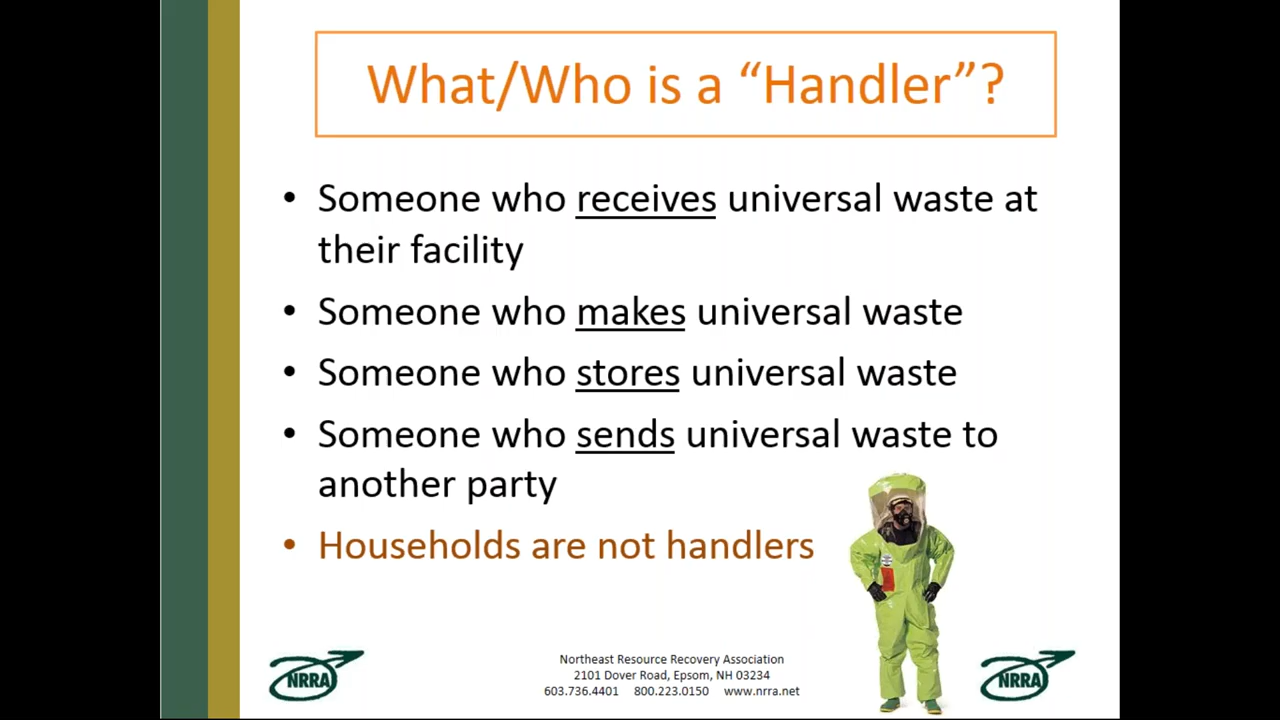 What/Who is a “Handler”?
• Someone who receives universal waste at
their facility
• Someone who makes universal waste
• Someone who stores universal waste
• Someone who sends universal waste to
another party
• Households are not handlers
NRRA
Northeast Resource Recovery Association
2101 Dover Road, Epsom, NH 03234
603.736.4401 800.223.0150 www.nrra.net
NRRA